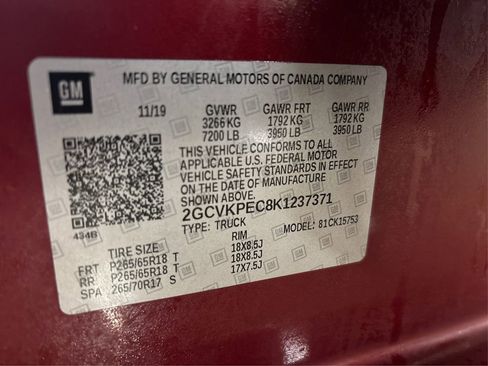 GM
MFD BY GENERAL MOTORS OF CANADA COMPANY
11/19 GVWR GAWR FRT GAWR RR
3266 KG 1792 KG 1792 KG
7200 LB 3950 LB 3950 LB
THIS VEHICLE CONFORMS TO ALL
APPLICABLE U.S. FEDERAL MOTOR
VEHICLE SAFETY STANDARDS IN EFFECT ON
THE DATE OF MANUFACTURE SHOWN ABOVE.
2GCVKPEC8K1237371
434B TYPE: TRUCK MODEL: 81CK15753
TIRE SIZE RIM
FRT P265/65R18 T 18X8.5J
RR P265/65R18 T 18X8.5J
SPA 265/70R17 S 17X7.5J